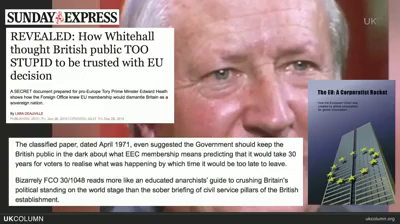 SUNDAY EXPRESS
REVEALED: How Whitehall
thought British public TOO
STUPID to be trusted with EU
decision
A SECRET document prepared for pro-Europe Tory Prime Minister Edward Heath
shows how the Foreign Office knew EU membership would dismantle Britain as a
sovereign nation.
UK
The EU: A Corporatist Racket
The classified paper, dated April 1971, even suggested the Government should keep the
British public in the dark about what EEC membership means predicting that it would take 30
years for voters to realise what was happening by which time it would be too late to leave.
Bizarrely FCO 30/1048 reads more like an educated anarchists' guide to crushing Britain's
political standing on the world stage than the sober briefing of civil service pillars of the British
establishment.
UKCOLUMN
ukcolumn.org